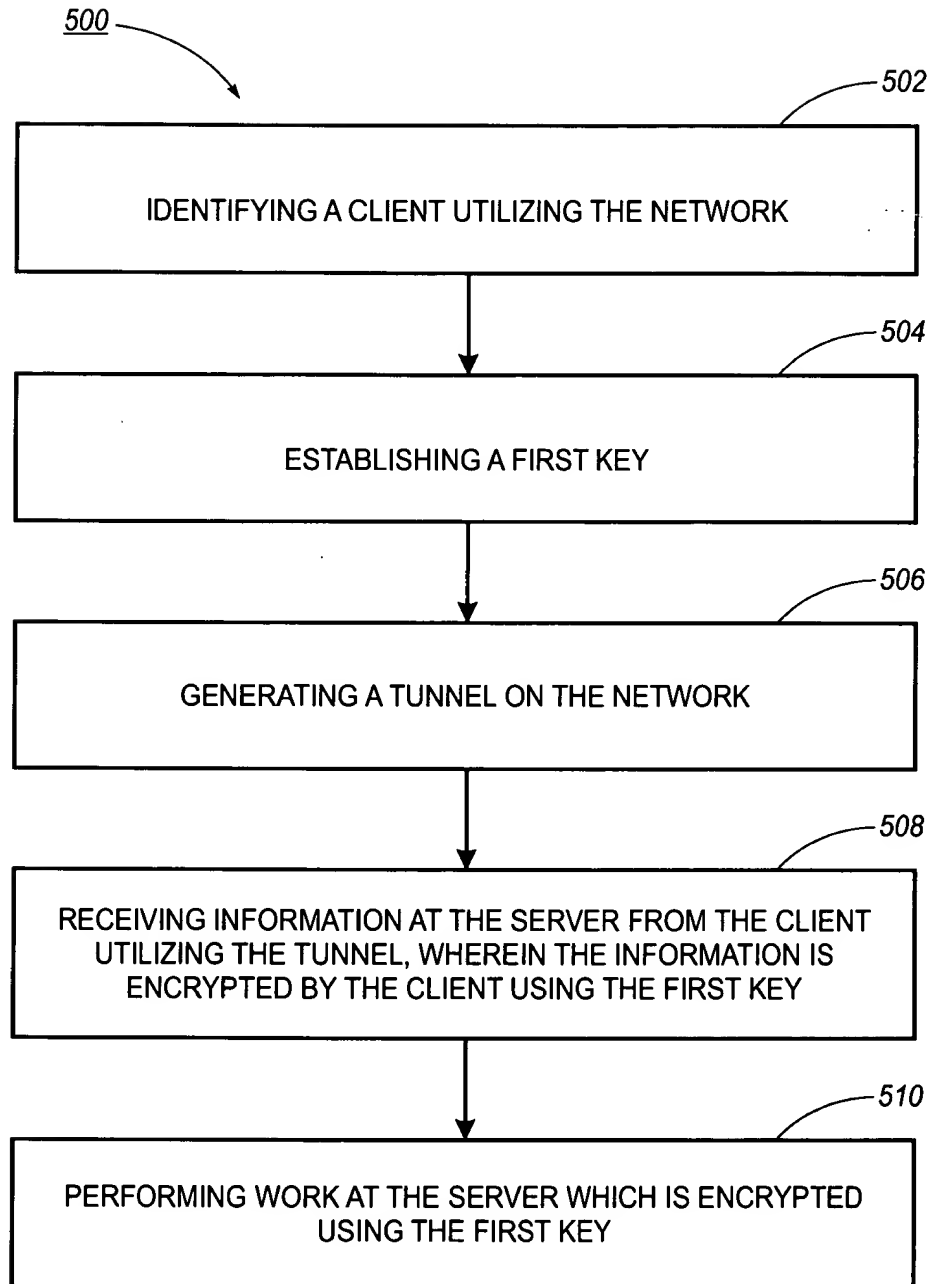 500
502
IDENTIFYING A CLIENT UTILIZING THE NETWORK
504
ESTABLISHING A FIRST KEY
506
GENERATING A TUNNEL ON THE NETWORK
508
RECEIVING INFORMATION AT THE SERVER FROM THE CLIENT
UTILIZING THE TUNNEL, WHEREIN THE INFORMATION IS
ENCRYPTED BY THE CLIENT USING THE FIRST KEY
510
PERFORMING WORK AT THE SERVER WHICH IS ENCRYPTED
USING THE FIRST KEY